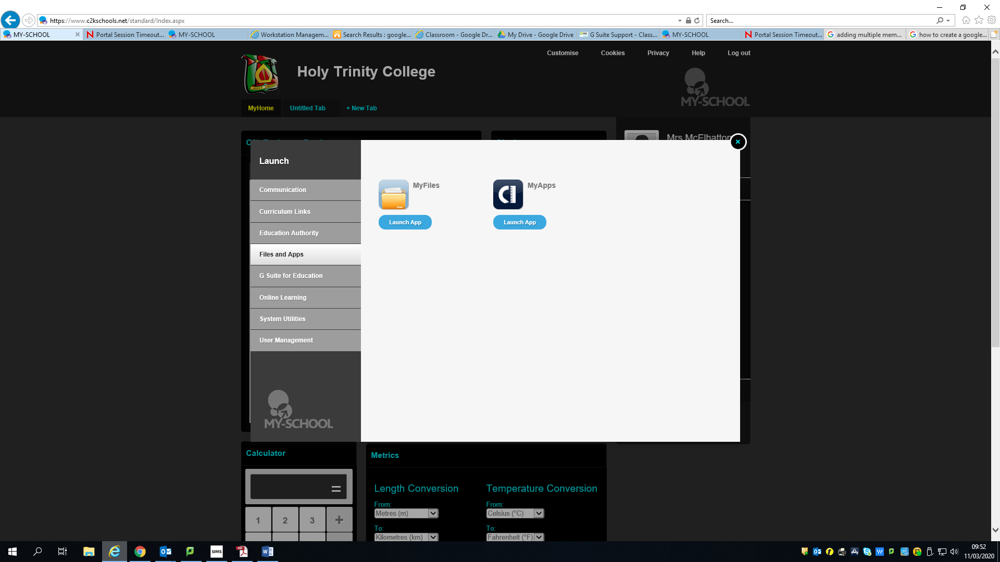 https://www.c2kschools.net/standard/Index.aspx
Search...
MY-SCHOOL
Portal Session Timeout...
MY-SCHOOL
Workstation Managem...
Search Results : google...
Classroom - Google Dr...
My Drive - Google Drive
G Suite Support - Class...
MY-SCHOOL
Portal Session Timeout...
adding multiple mem...
how to create a google...
Customise
Cookies
Privacy
Help
Log out
Holy Trinity College
MY-SCHOOL
MyHome
Untitled Tab
+ New Tab
Mrs McElhatton
Launch
Communication
Curriculum Links
Education Authority
Files and Apps
G Suite for Education
Online Learning
System Utilities
User Management
MY-SCHOOL
MyFiles
Launch App
MyApps
Launch App
Calculator
=
1
2
3
+
Metrics
Length Conversion
From:
Metres (m)
To:
Kilometres (km)
Temperature Conversion
From:
Celsius (°C)
To:
Fahrenheit (°F)
SIMS
09:52
11/03/2020